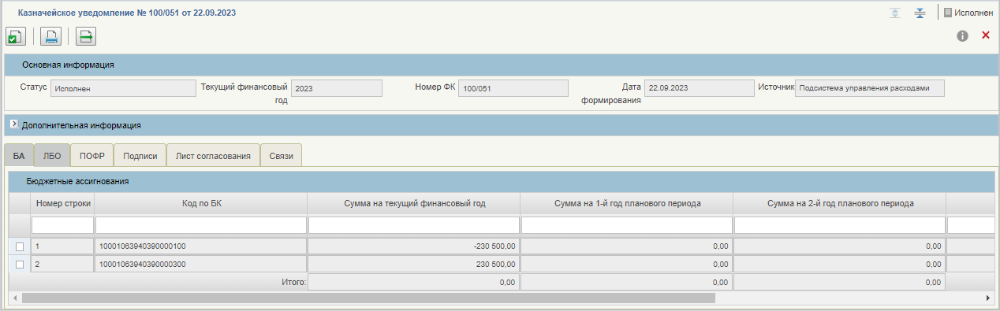 Казначейское уведомление № 100/051 от 22.09.2023
Исполнен
Основная информация
Статус Исполнен Текущий финансовый год 2023 Номер ФК 100/051 Дата формирования 22.09.2023 Источник Подсистема управления расходами
Дополнительная информация
БА ЛБО ПОФР Подписи Лист согласования Связи
Бюджетные ассигнования
Номер строки Код по БК Сумма на текущий финансовый год Сумма на 1-й год планового периода Сумма на 2-й год планового периода
1 10001063940390000100 -230 500,00 0,00 0,00
2 10001063940390000300 230 500,00 0,00 0,00
Итого: 0,00 0,00 0,00